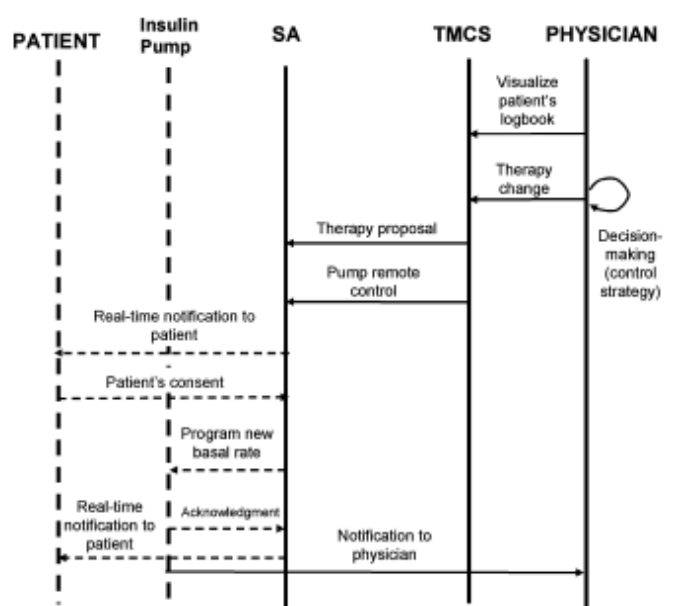 PATIENT
Insulin
Pump
SA
TMCS
PHYSICIAN
Visualize
patient's
logbook
Therapy
change
Decision-
making
(control
strategy)
Therapy proposal
Pump remote
control
Real-time notification to
patient
Patient's consent
Program new
basal rate
Real-time
notification to
patient
Acknowledgment
Notification to
physician